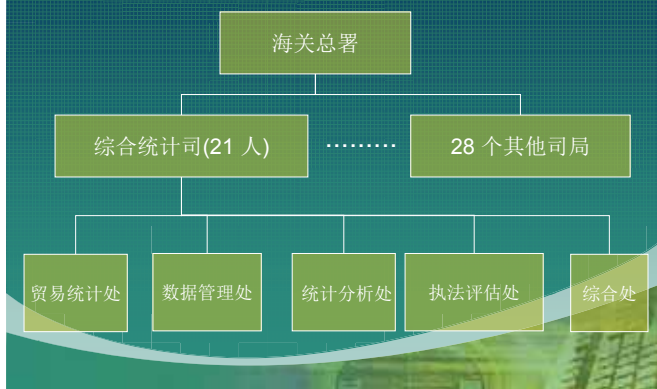 海关总署
综合统计司(21 人)
………
28 个其他司局
贸易统计处
数据管理处
统计分析处
执法评估处
综合处